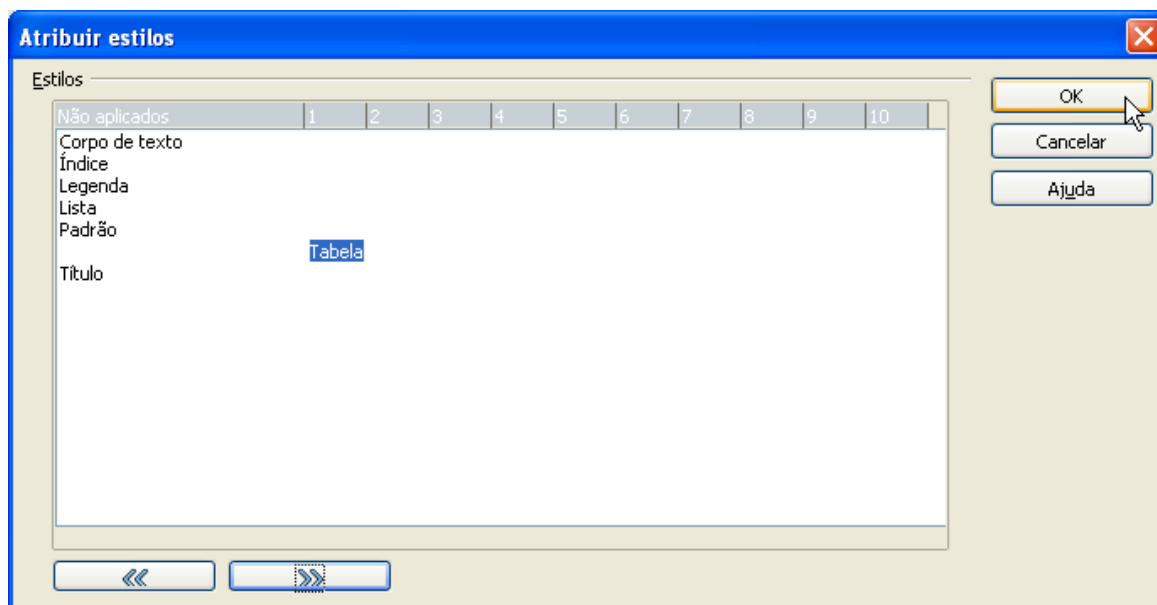 Atribuir estilos
Estilos
OK
Não aplicados 1 2 3 4 5 6 7 8 9 10
Corpo de texto
Cancelar
Índice
Legenda
Ajuda
Lista
Padrão
Tabela
Título